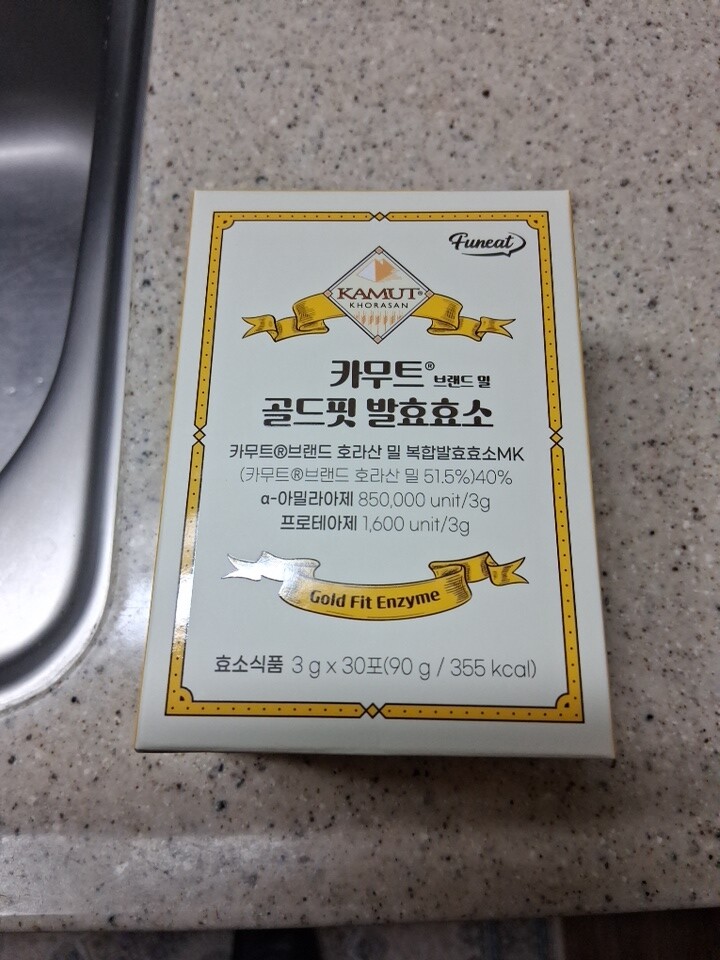 Funeat
KAMUT®
KHORASAN
카무트® 브랜드 밀
골드핏 발효효소
카무트®브랜드 호라산 밀 복합발효효소MK
(카무트®브랜드 호라산 밀 51.5%)40%
α-아밀라아제 850,000 unit/3g
프로테아제 1,600 unit/3g
Gold Fit Enzyme
효소식품 3 g x 30포(90 g / 355 kcal)